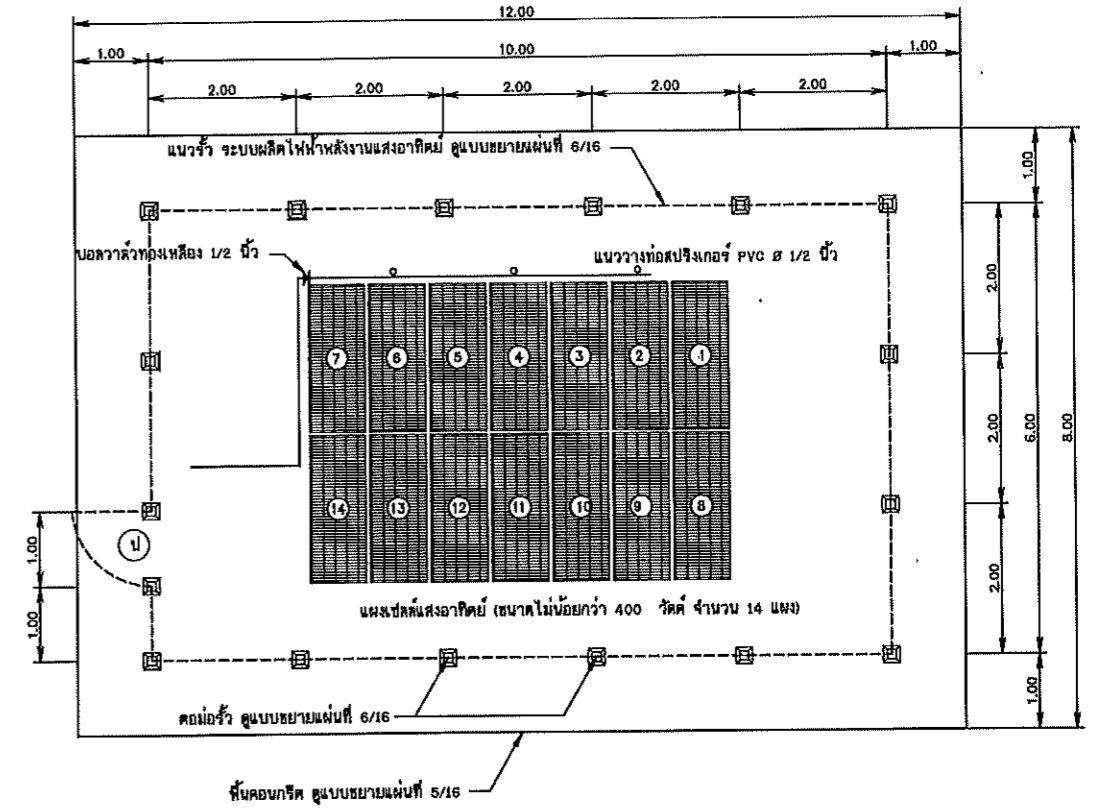 12.00
1.00 10.00 1.00
2.00 2.00 2.00 2.00 2.00
แนวรั้ว ระบบผลิตไฟฟ้าพลังงานแสงอาทิตย์ ดูแบบขยายแผ่นที่ 6/16
1.00
บอลวาล์วทองเหลือง 1/2 นิ้ว
แนววางท่อสปริงเกอร์ PVC Ø 1/2 นิ้ว
2.00
7 6 5 4 3 2 1
2.00 6.00 8.00
14 13 12 11 10 9 8
ป
1.00
2.00
1.00
แผงเซลล์แสงอาทิตย์ (ขนาดไม่น้อยกว่า 400 วัตต์ จำนวน 14 แผง)
1.00
ตอม่อรั้ว ดูแบบขยายแผ่นที่ 6/16
พื้นคอนกรีต ดูแบบขยายแผ่นที่ 5/16